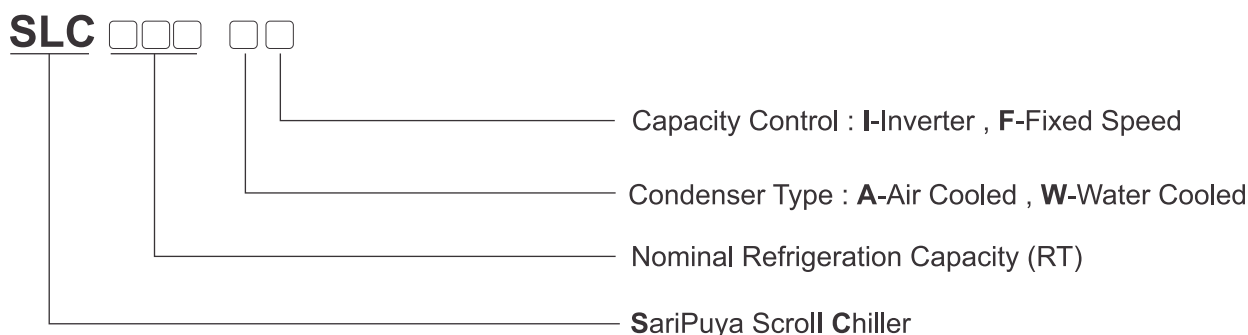 SLC □□□ □□
Capacity Control : I-Inverter , F-Fixed Speed
Condenser Type : A-Air Cooled , W-Water Cooled
Nominal Refrigeration Capacity (RT)
SariPuya Scroll Chiller